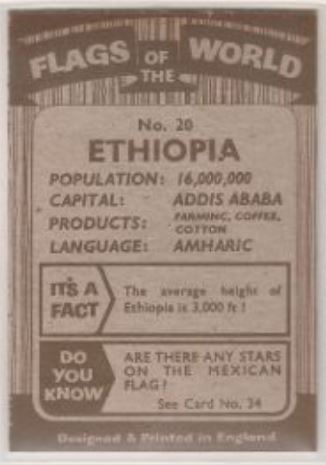 FLAGS OF THE WORLD
No. 20
ETHIOPIA
POPULATION: 16,000,000
CAPITAL: ADDIS ABABA
PRODUCTS: FARMING, COFFEE, COTTON
LANGUAGE: AMHARIC
IT'S A FACT
The average height of
Ethiopia is 3,000 ft !
DO YOU KNOW
ARE THERE ANY STARS
ON THE MEXICAN
FLAG?
See Card No. 34
Designed & Printed in England